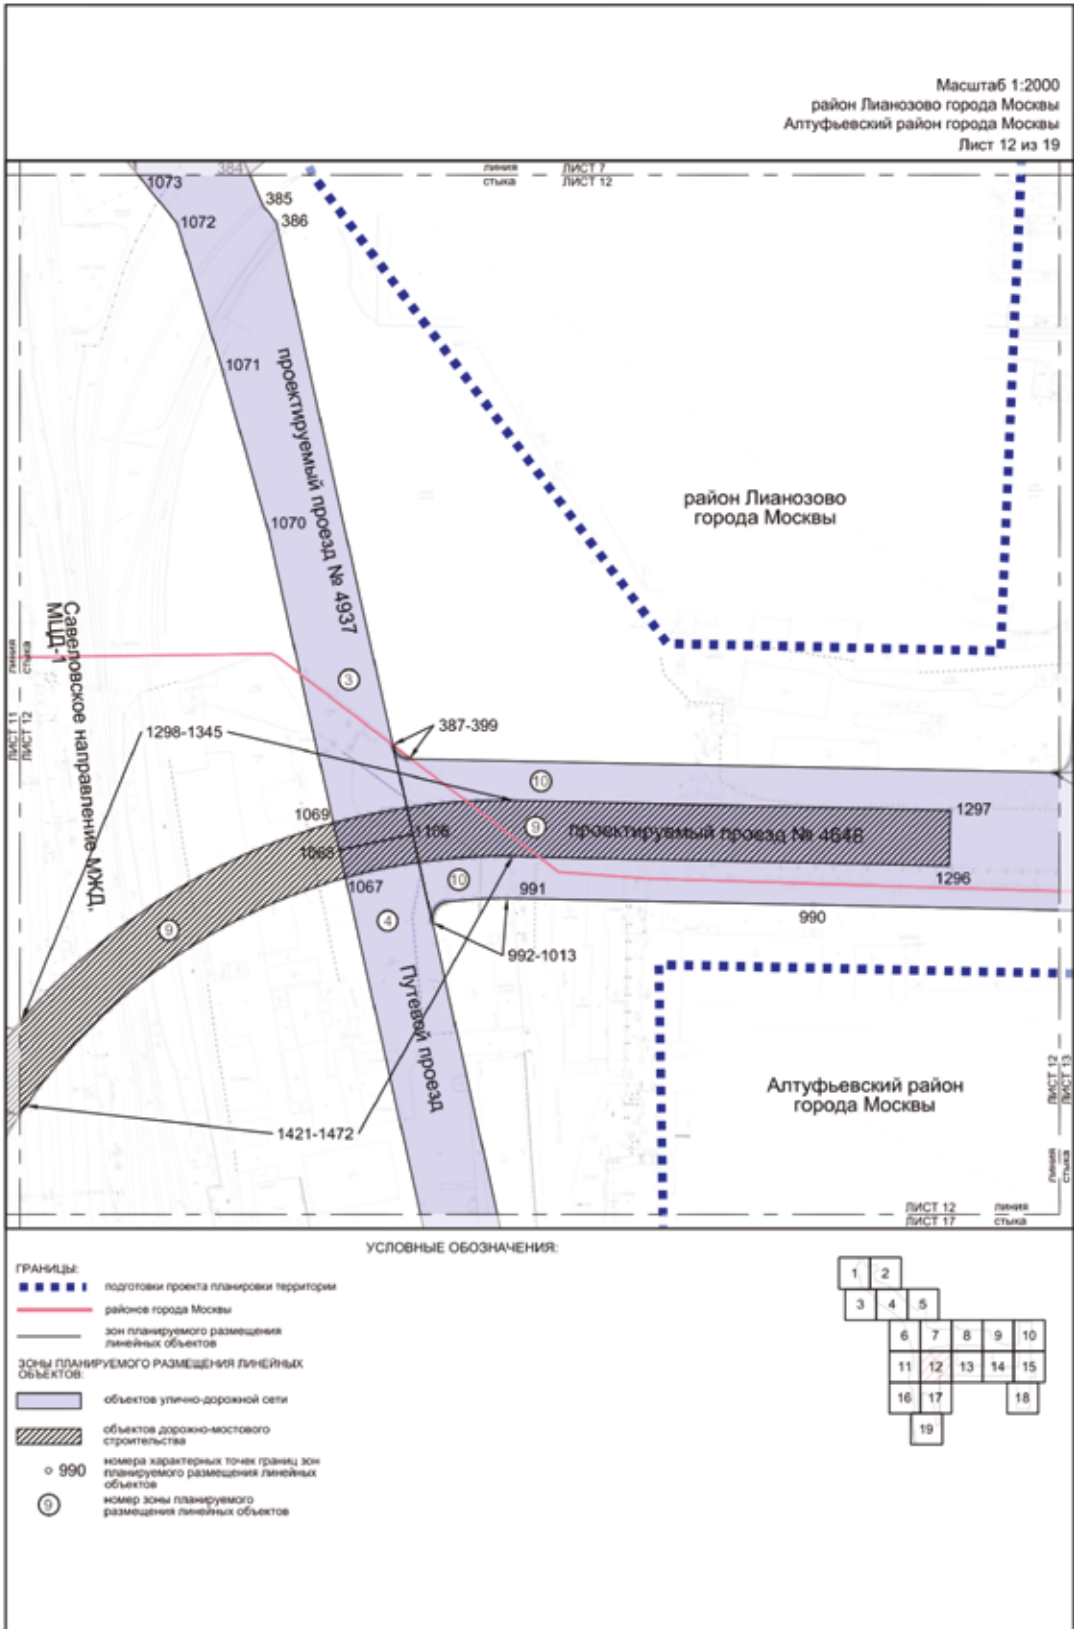 Масштаб 1:2000
район Лианозово города Москвы
Алтуфьевский район города Москвы
Лист 12 из 19
линия
стыка
ЛИСТ 7
ЛИСТ 12
384
1073
385
1072
386
1071
проектируемый проезд № 4937
1070
район Лианозово
города Москвы
Савеловское направление МЖД,
МЦД-1
линия
стыка
ЛИСТ 11
ЛИСТ 12
3
387-399
1298-1345
10
1069
1297
1106
9
проектируемый проезд № 4648
1068
1067
10
1296
991
4
990
9
992-1013
Путевой проезд
Алтуфьевский район
города Москвы
ЛИСТ 12
ЛИСТ 13
1421-1472
линия
стыка
ЛИСТ 12
ЛИСТ 17
линия
стыка
УСЛОВНЫЕ ОБОЗНАЧЕНИЯ:
ГРАНИЦЫ:
подготовки проекта планировки территории
районов города Москвы
зон планируемого размещения
линейных объектов
ЗОНЫ ПЛАНИРУЕМОГО РАЗМЕЩЕНИЯ ЛИНЕЙНЫХ
ОБЪЕКТОВ:
объектов улично-дорожной сети
объектов дорожно-мостового
строительства
990
номера характерных точек границ зон
планируемого размещения линейных
объектов
9
номер зоны планируемого
размещения линейных объектов
1 2
3 4 5
6 7 8 9 10
11 12 13 14 15
16 17 18
19